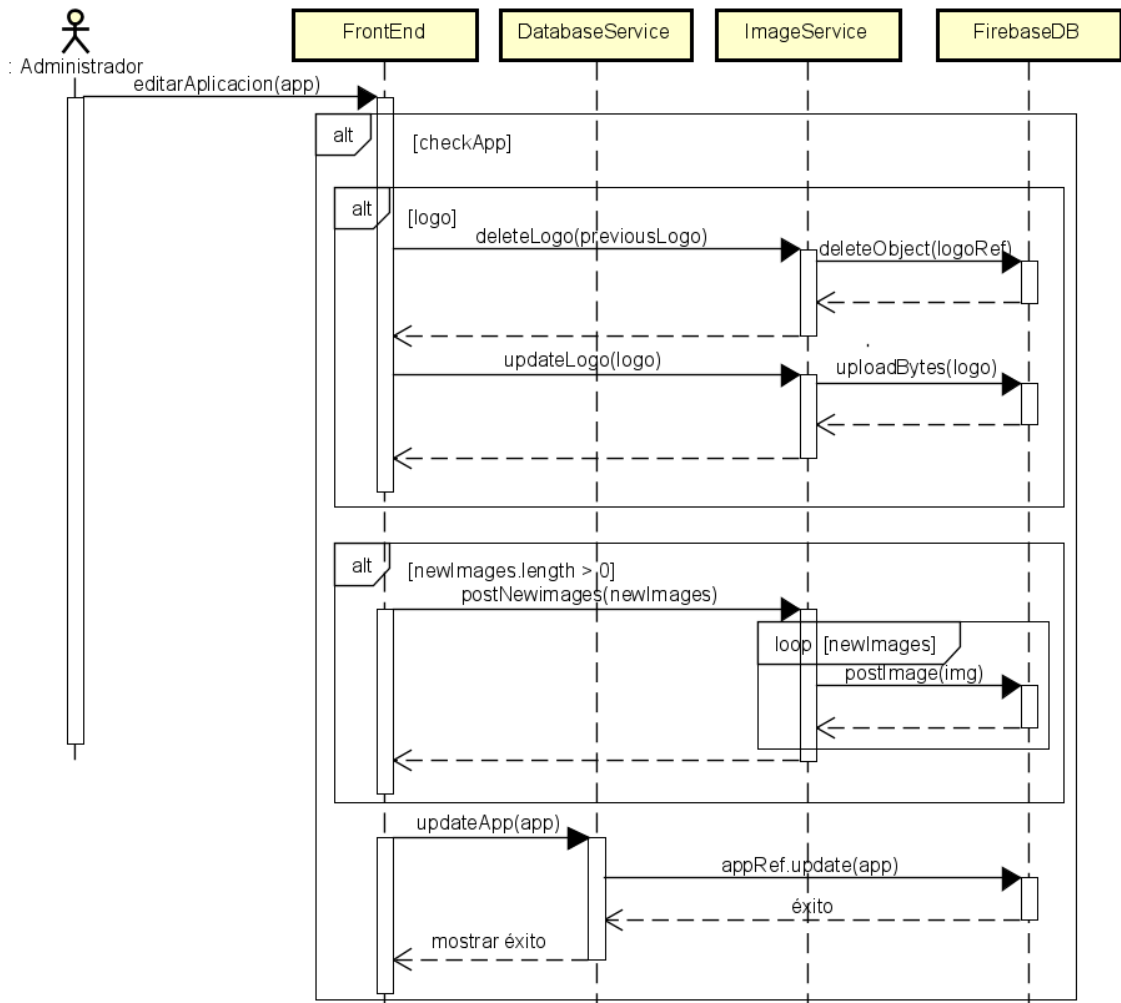 FrontEnd
DatabaseService
ImageService
FirebaseDB
: Administrador
editarAplicacion(app)
alt
[checkApp]
alt
[logo]
deleteLogo(previousLogo)
deleteObject(logoRef)
updateLogo(logo)
uploadBytes(logo)
alt
[newImages.length > 0]
postNewimages(newImages)
loop [newImages]
postImage(img)
updateApp(app)
appRef.update(app)
éxito
mostrar éxito